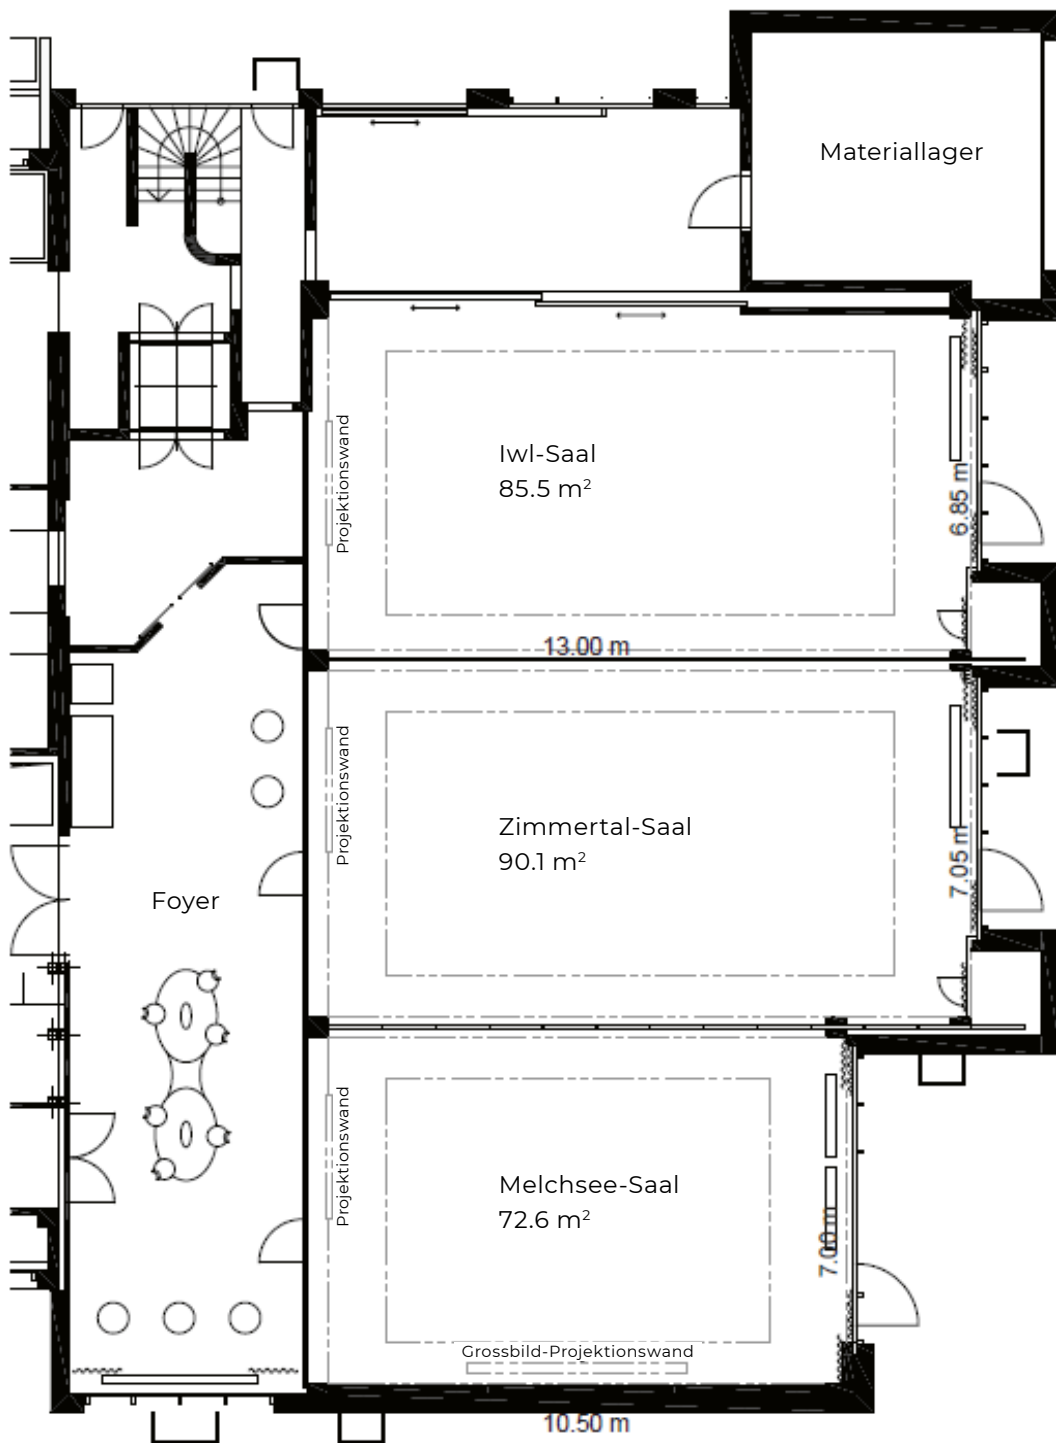 Materiallager
Iwl-Saal
85.5 m²
Projektionswand
6.85 m
13.00 m
Projektionswand
Zimmertal-Saal
90.1 m²
7.05 m
Foyer
Projektionswand
Melchsee-Saal
72.6 m²
7.00 m
Grossbild-Projektionswand
10.50 m